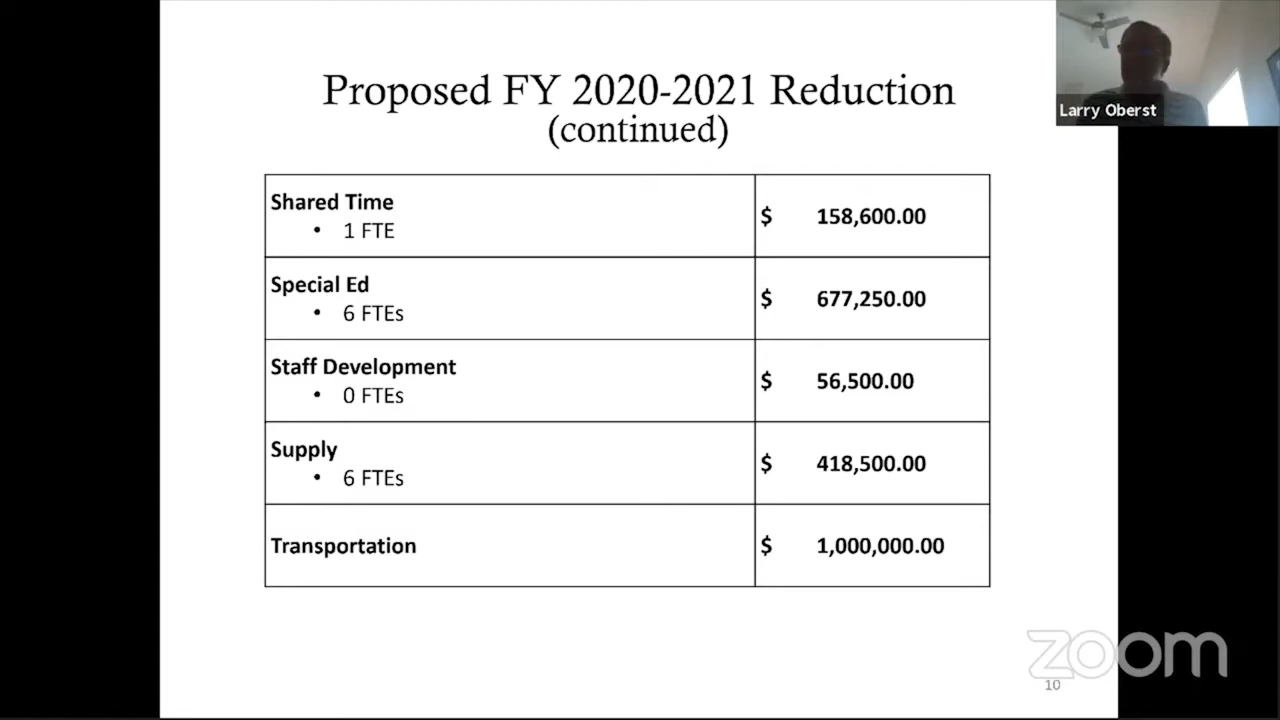 Larry Oberst
Proposed FY 2020-2021 Reduction
(continued)
Shared Time
• 1 FTE
$ 158,600.00
Special Ed
• 6 FTEs
$ 677,250.00
Staff Development
• 0 FTEs
$ 56,500.00
Supply
• 6 FTEs
$ 418,500.00
Transportation
$ 1,000,000.00
zoom
10